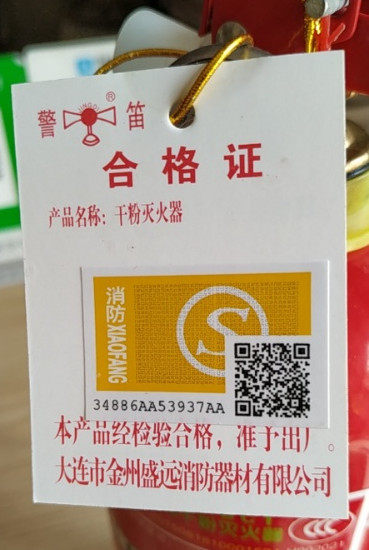 警笛
JINGDI
®
合格证
产品名称：干粉灭火器
消防
XIAOFANG
S
34886AA53937AA
本产品经检验合格，准予出厂。
大连市金州盛远消防器材有限公司